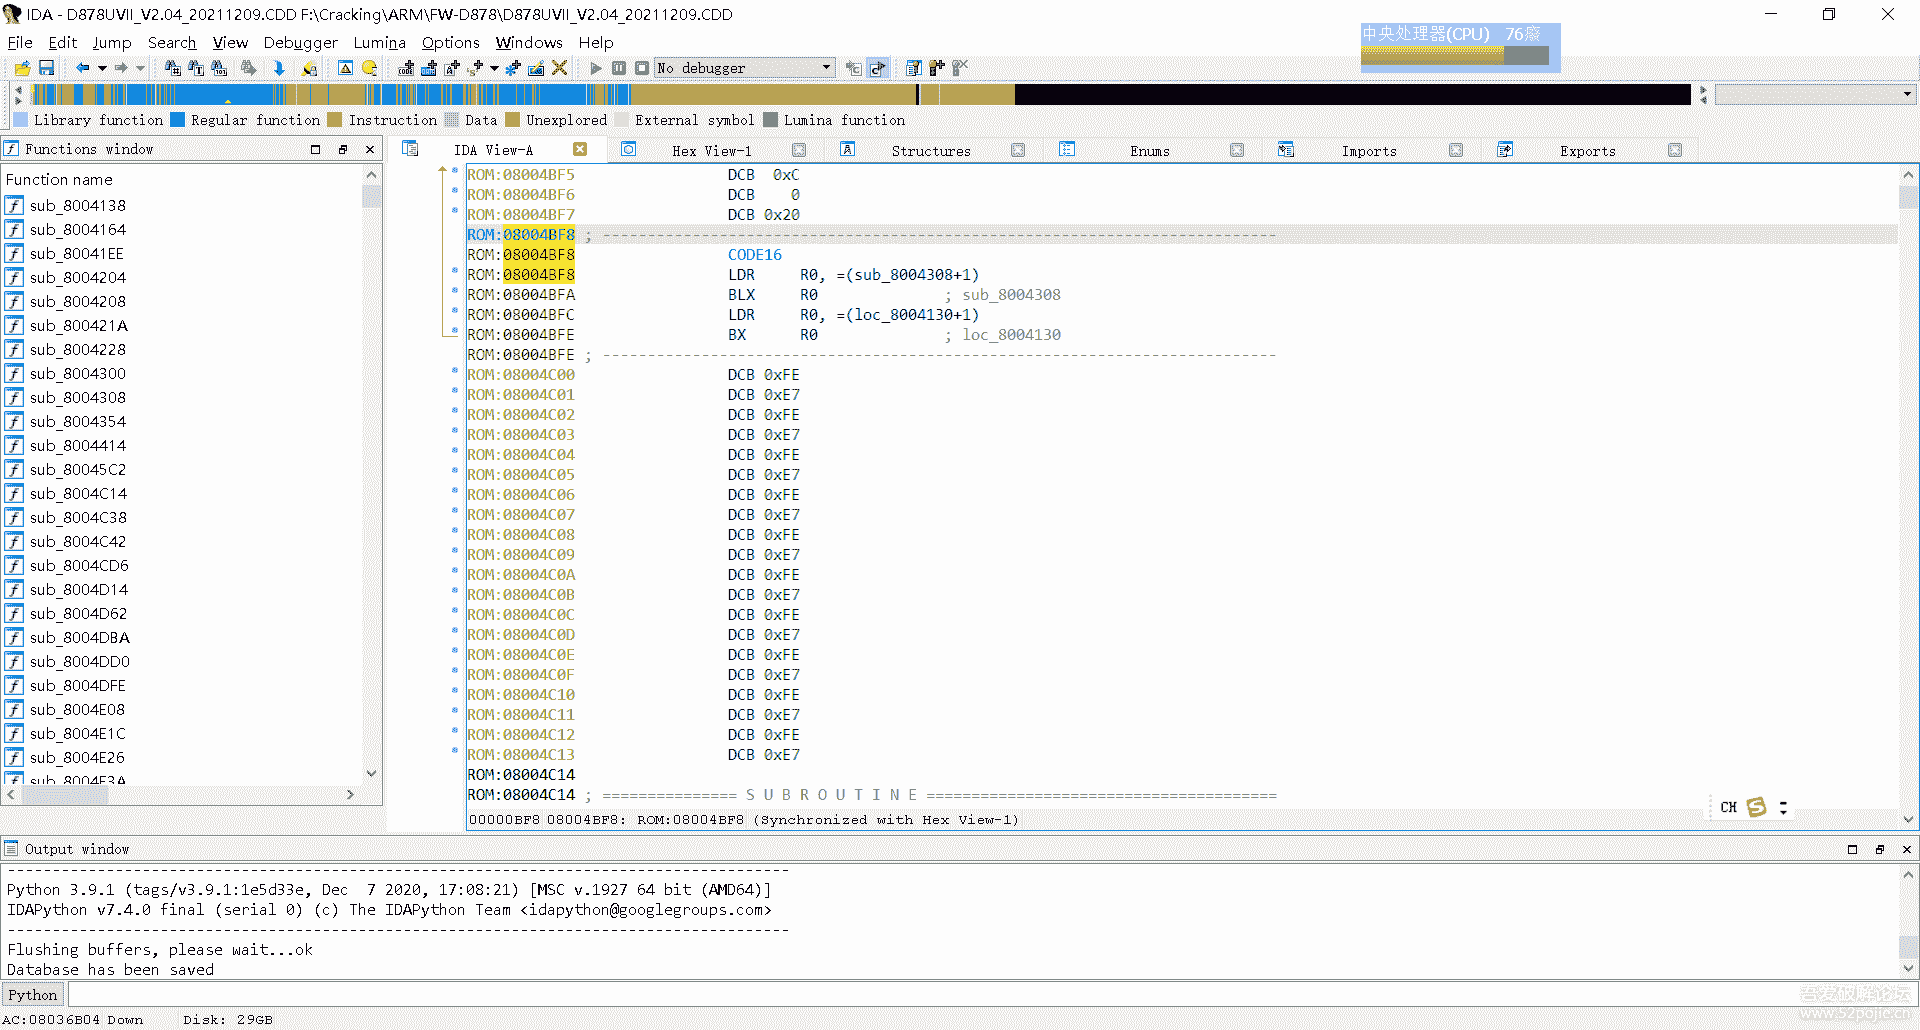 IDA - D878UVII_V2.04_20211209.CDD F:\Cracking\ARM\FW-D878\D878UVII_V2.04_20211209.CDD
File Edit Jump Search View Debugger Lumina Options Windows Help
中央处理器(CPU) 76癈
No debugger
Library function Regular function Instruction Data Unexplored External symbol Lumina function
Functions window
IDA View-A Hex View-1 Structures Enums Imports Exports
Function name
sub_8004138
sub_8004164
sub_80041EE
sub_8004204
sub_8004208
sub_800421A
sub_8004228
sub_8004300
sub_8004308
sub_8004354
sub_8004414
sub_80045C2
sub_8004C14
sub_8004C38
sub_8004C42
sub_8004CD6
sub_8004D14
sub_8004D62
sub_8004DBA
sub_8004DD0
sub_8004DFE
sub_8004E08
sub_8004E1C
sub_8004E26
sub_8004E3A
ROM:08004BF5 DCB 0xC
ROM:08004BF6 DCB 0
ROM:08004BF7 DCB 0x20
ROM:08004BF8 ; ---------------------------------------------------------------------------
ROM:08004BF8 CODE16
ROM:08004BF8 LDR R0, =(sub_8004308+1)
ROM:08004BFA BLX R0 ; sub_8004308
ROM:08004BFC LDR R0, =(loc_8004130+1)
ROM:08004BFE BX R0 ; loc_8004130
ROM:08004BFE ; ---------------------------------------------------------------------------
ROM:08004C00 DCB 0xFE
ROM:08004C01 DCB 0xE7
ROM:08004C02 DCB 0xFE
ROM:08004C03 DCB 0xE7
ROM:08004C04 DCB 0xFE
ROM:08004C05 DCB 0xE7
ROM:08004C06 DCB 0xFE
ROM:08004C07 DCB 0xE7
ROM:08004C08 DCB 0xFE
ROM:08004C09 DCB 0xE7
ROM:08004C0A DCB 0xFE
ROM:08004C0B DCB 0xE7
ROM:08004C0C DCB 0xFE
ROM:08004C0D DCB 0xE7
ROM:08004C0E DCB 0xFE
ROM:08004C0F DCB 0xE7
ROM:08004C10 DCB 0xFE
ROM:08004C11 DCB 0xE7
ROM:08004C12 DCB 0xFE
ROM:08004C13 DCB 0xE7
ROM:08004C14
ROM:08004C14 ; =============== S U B R O U T I N E =======================================
00000BF8 08004BF8: ROM:08004BF8 (Synchronized with Hex View-1)
CH
Output window
---------------------------------------------------------------------------------------
Python 3.9.1 (tags/v3.9.1:1e5d33e, Dec 7 2020, 17:08:21) [MSC v.1927 64 bit (AMD64)]
IDAPython v7.4.0 final (serial 0) (c) The IDAPython Team <idapython@googlegroups.com>
---------------------------------------------------------------------------------------
Flushing buffers, please wait...ok
Database has been saved
Python
AC:08036B04 Down Disk: 29GB
吾爱破解论坛
www.52pojie.cn